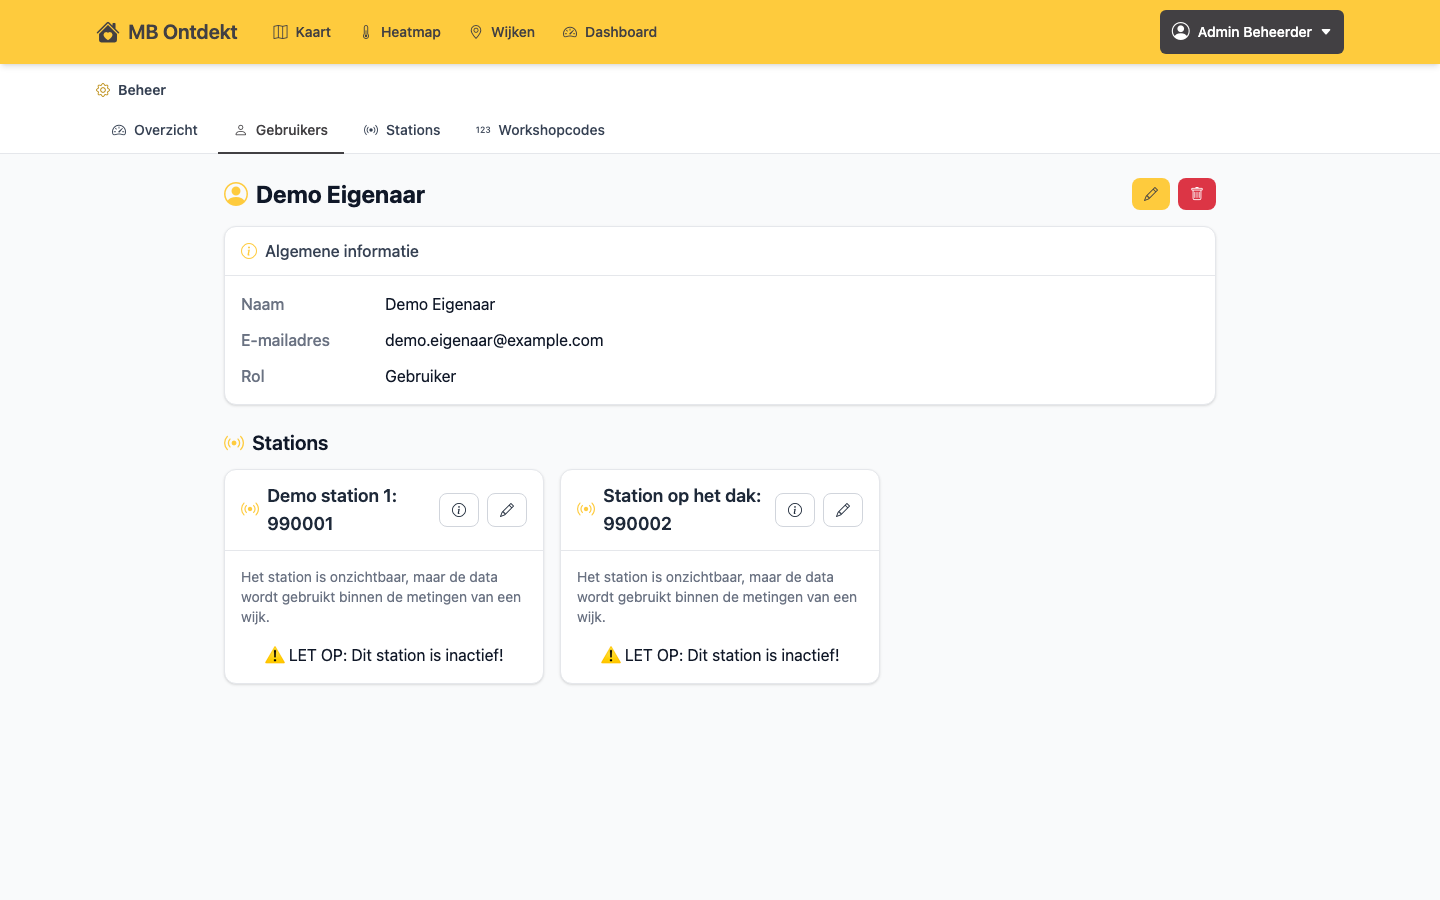 MB Ontdekt
Kaart
Heatmap
Wijken
Dashboard
Admin Beheerder
Beheer
Overzicht
Gebruikers
Stations
123 Workshopcodes
Demo Eigenaar
Algemene informatie
Naam Demo Eigenaar
E-mailadres demo.eigenaar@example.com
Rol Gebruiker
Stations
Demo station 1:
990001
Het station is onzichtbaar, maar de data
wordt gebruikt binnen de metingen van een
wijk.
LET OP: Dit station is inactief!
Station op het dak:
990002
Het station is onzichtbaar, maar de data
wordt gebruikt binnen de metingen van een
wijk.
LET OP: Dit station is inactief!